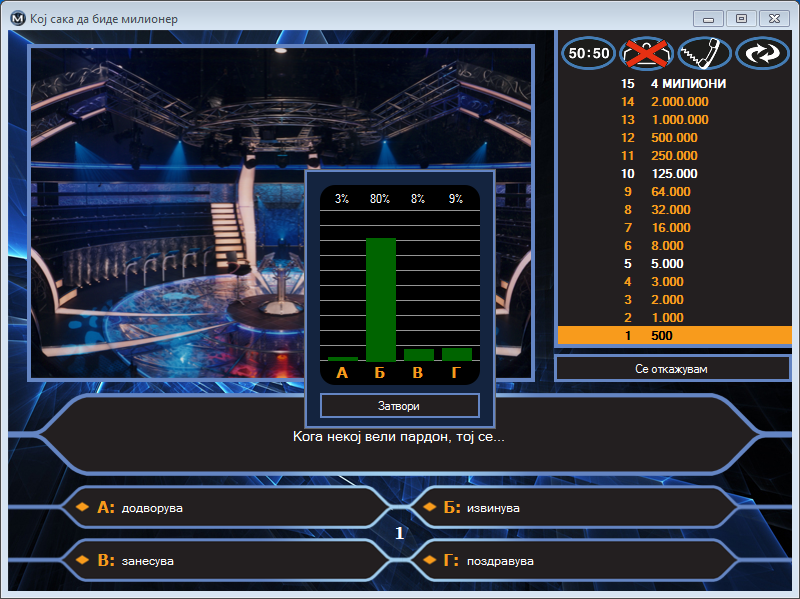 Кој сака да биде милионер
50:50
15 4 МИЛИОНИ
14 2.000.000
13 1.000.000
12 500.000
11 250.000
10 125.000
9 64.000
8 32.000
7 16.000
6 8.000
5 5.000
4 3.000
3 2.000
2 1.000
1 500
Се откажувам
3% 80% 8% 9%
А Б В Г
Затвори
Кога некој вели пардон, тој се...
А: додворува
Б: извинува
1
В: занесува
Г: поздравува